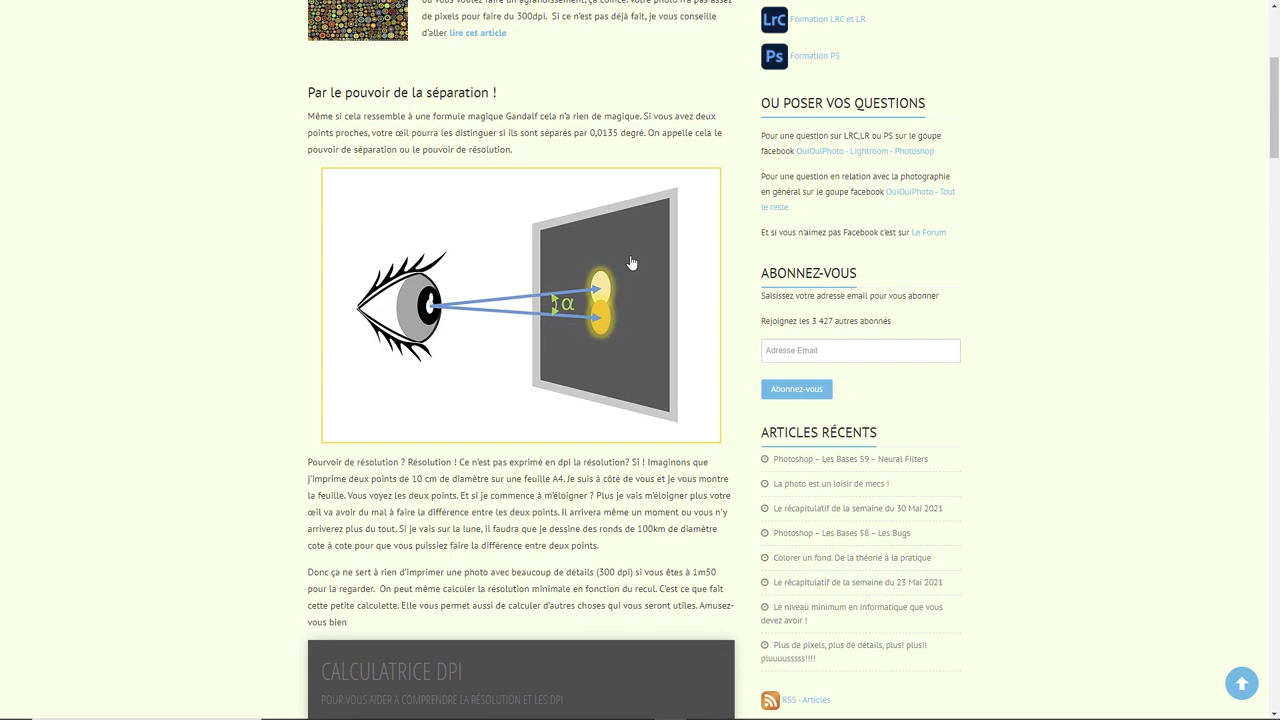 ou vous voulez faire un agrandissement, ça coince. Votre photo n'a pas assez
de pixels pour faire du 300dpi. Si ce n'est pas déjà fait, je vous conseille
d'aller lire cet article
Par le pouvoir de la séparation !
Même si cela ressemble à une formule magique Gandalf cela n'a rien de magique. Si vous avez deux
points proches, votre œil pourra les distinguer si ils sont séparés par 0,0135 degré. On appelle cela le
pouvoir de séparation ou le pouvoir de résolution.
α
Pourvoir de résolution ? Résolution ! Ce n'est pas exprimé en dpi la résolution? Si ! Imaginons que
j'imprime deux points de 10 cm de diamètre sur une feuille A4. Je suis à côté de vous et je vous montre
la feuille. Vous voyez les deux points. Et si je commence à m'éloigner ? Plus je vais m'éloigner plus votre
œil va avoir du mal à faire la différence entre les deux points. Il arrivera même un moment ou vous n'y
arriverez plus du tout. Si je vais sur la lune, il faudra que je dessine des ronds de 100km de diamètre
cote à cote pour que vous puissiez faire la différence entre deux points.
Donc ça ne sert à rien d'imprimer une photo avec beaucoup de détails (300 dpi) si vous êtes à 1m50
pour la regarder. On peut même calculer la résolution minimale en fonction du recul. C'est ce que fait
cette petite calculette. Elle vous permet aussi de calculer d'autres choses qui vous seront utiles. Amusez-
vous bien
CALCULATRICE DPI
POUR VOUS AIDER A COMPRENDRE LA RÉSOLUTION ET LES DPI
LrC Formation LRC et LR
Ps Formation PS
OU POSER VOS QUESTIONS
Pour une question sur LRC,LR ou PS sur le goupe
facebook OuiOuiPhoto - Lightroom - Photoshop
Pour une question en relation avec la photographie
en général sur le goupe facebook OuiOuiPhoto - Tout
le reste
Et si vous n'aimez pas Facebook c'est sur Le Forum
ABONNEZ-VOUS
Saisissez votre adresse email pour vous abonner
Rejoignez les 3 427 autres abonnés
Adresse Email
Abonnez-vous
ARTICLES RÉCENTS
Photoshop – Les Bases 59 – Neural Filters
La photo est un loisir de mecs !
Le récapitulatif de la semaine du 30 Mai 2021
Photoshop – Les Bases 58 – Les Bugs
Colorer un fond. De la théorie à la pratique
Le récapitulatif de la semaine du 23 Mai 2021
Le niveau minimum en informatique que vous
devez avoir !
Plus de pixels, plus de détails, plus! plus!!
pluuuusssss!!!!
RSS - Articles